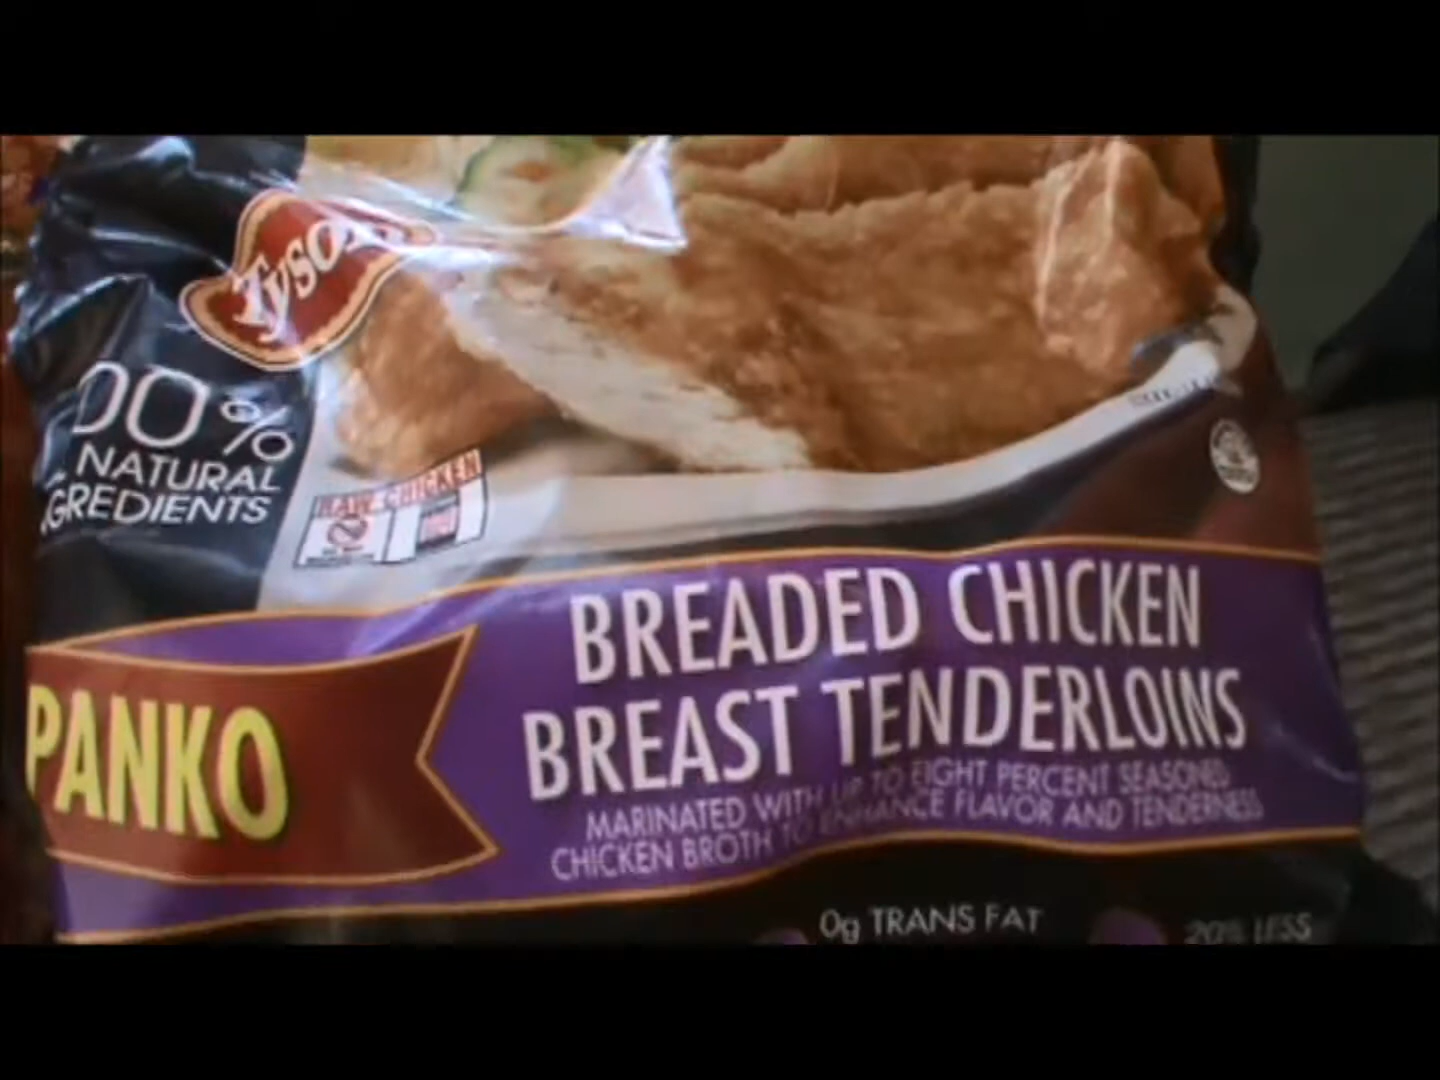 Tyson
00%
NATURAL
GREDIENTS
RAW CHICKEN
PANKO
BREADED CHICKEN
BREAST TENDERLOINS
MARINATED WITH UP TO EIGHT PERCENT SEASONED
CHICKEN BROTH TO ENHANCE FLAVOR AND TENDERNESS
0g TRANS FAT
20% LESS